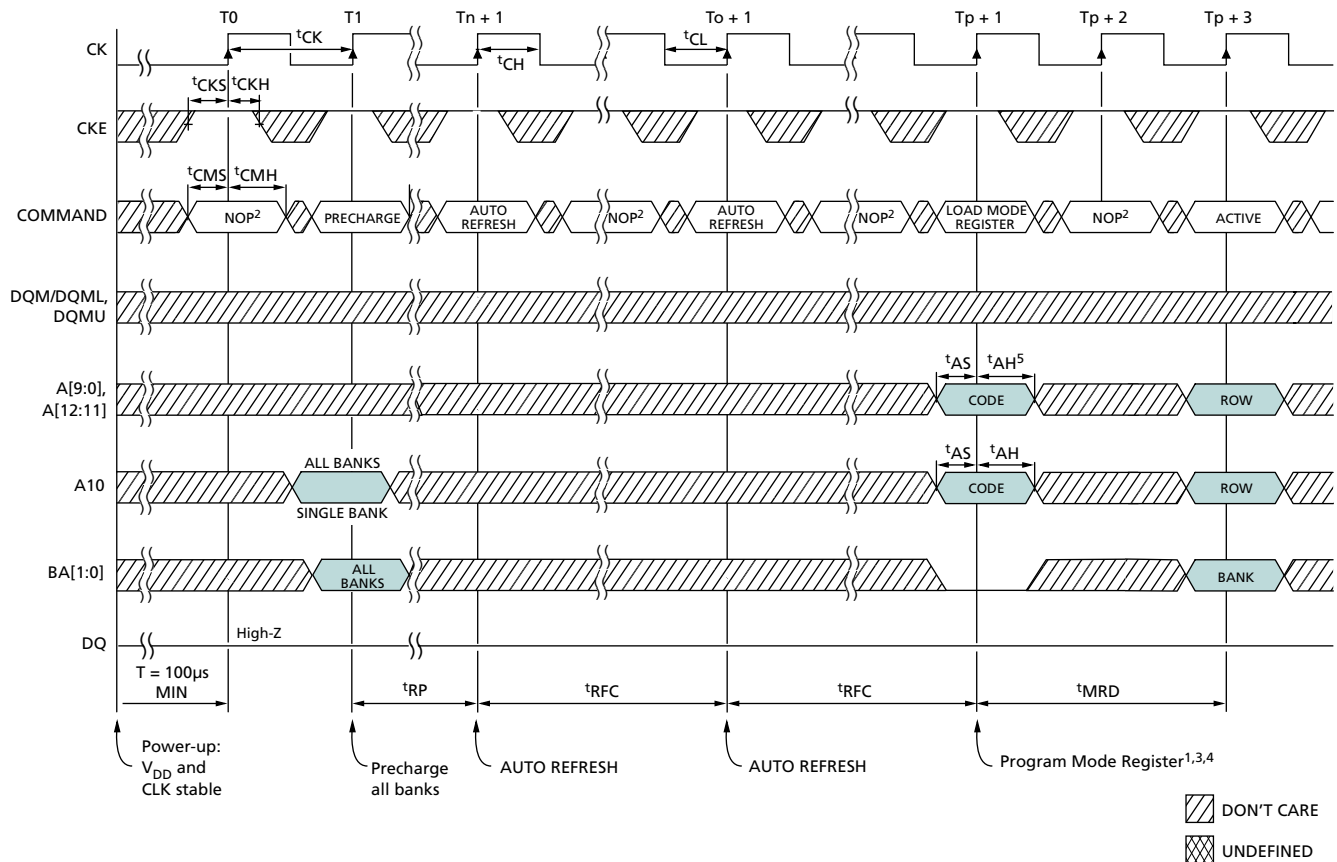 T0 T1 Tn + 1 To + 1 Tp + 1 Tp + 2 Tp + 3
CK
tCK
tCH
tCL
tCKS tCKH
CKE
tCMS tCMH
COMMAND
NOP2
PRECHARGE
AUTO REFRESH
NOP2
AUTO REFRESH
NOP2
LOAD MODE REGISTER
NOP2
ACTIVE
DQM/DQML,
DQMU
A[9:0],
A[12:11]
tAS tAH5
CODE
ROW
A10
ALL BANKS
SINGLE BANK
tAS tAH
CODE
ROW
BA[1:0]
ALL BANKS
BANK
DQ
High-Z
T = 100µs
MIN
tRP
tRFC
tRFC
tMRD
Power-up:
VDD and
CLK stable
Precharge
all banks
AUTO REFRESH
AUTO REFRESH
Program Mode Register1,3,4
DON'T CARE
UNDEFINED